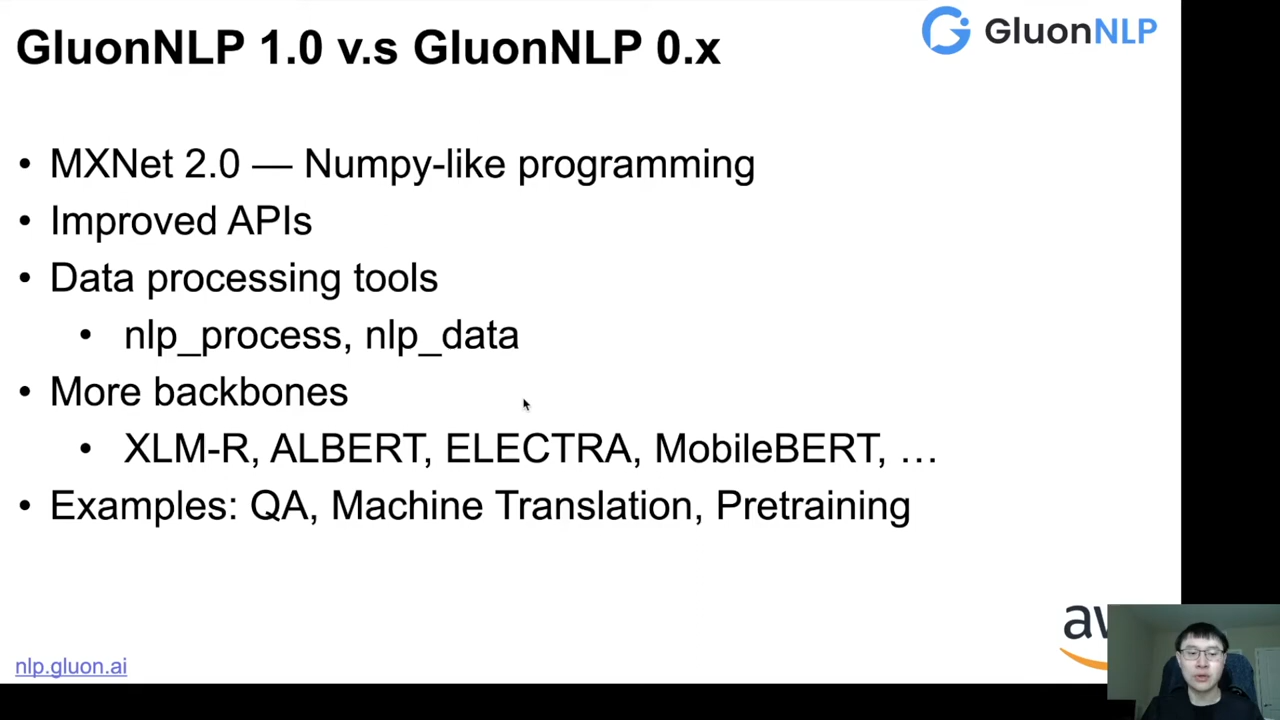 GluonNLP 1.0 v.s GluonNLP 0.x
GluonNLP
• MXNet 2.0 — Numpy-like programming
• Improved APIs
• Data processing tools
• nlp_process, nlp_data
• More backbones
• XLM-R, ALBERT, ELECTRA, MobileBERT, …
• Examples: QA, Machine Translation, Pretraining
nlp.gluon.ai